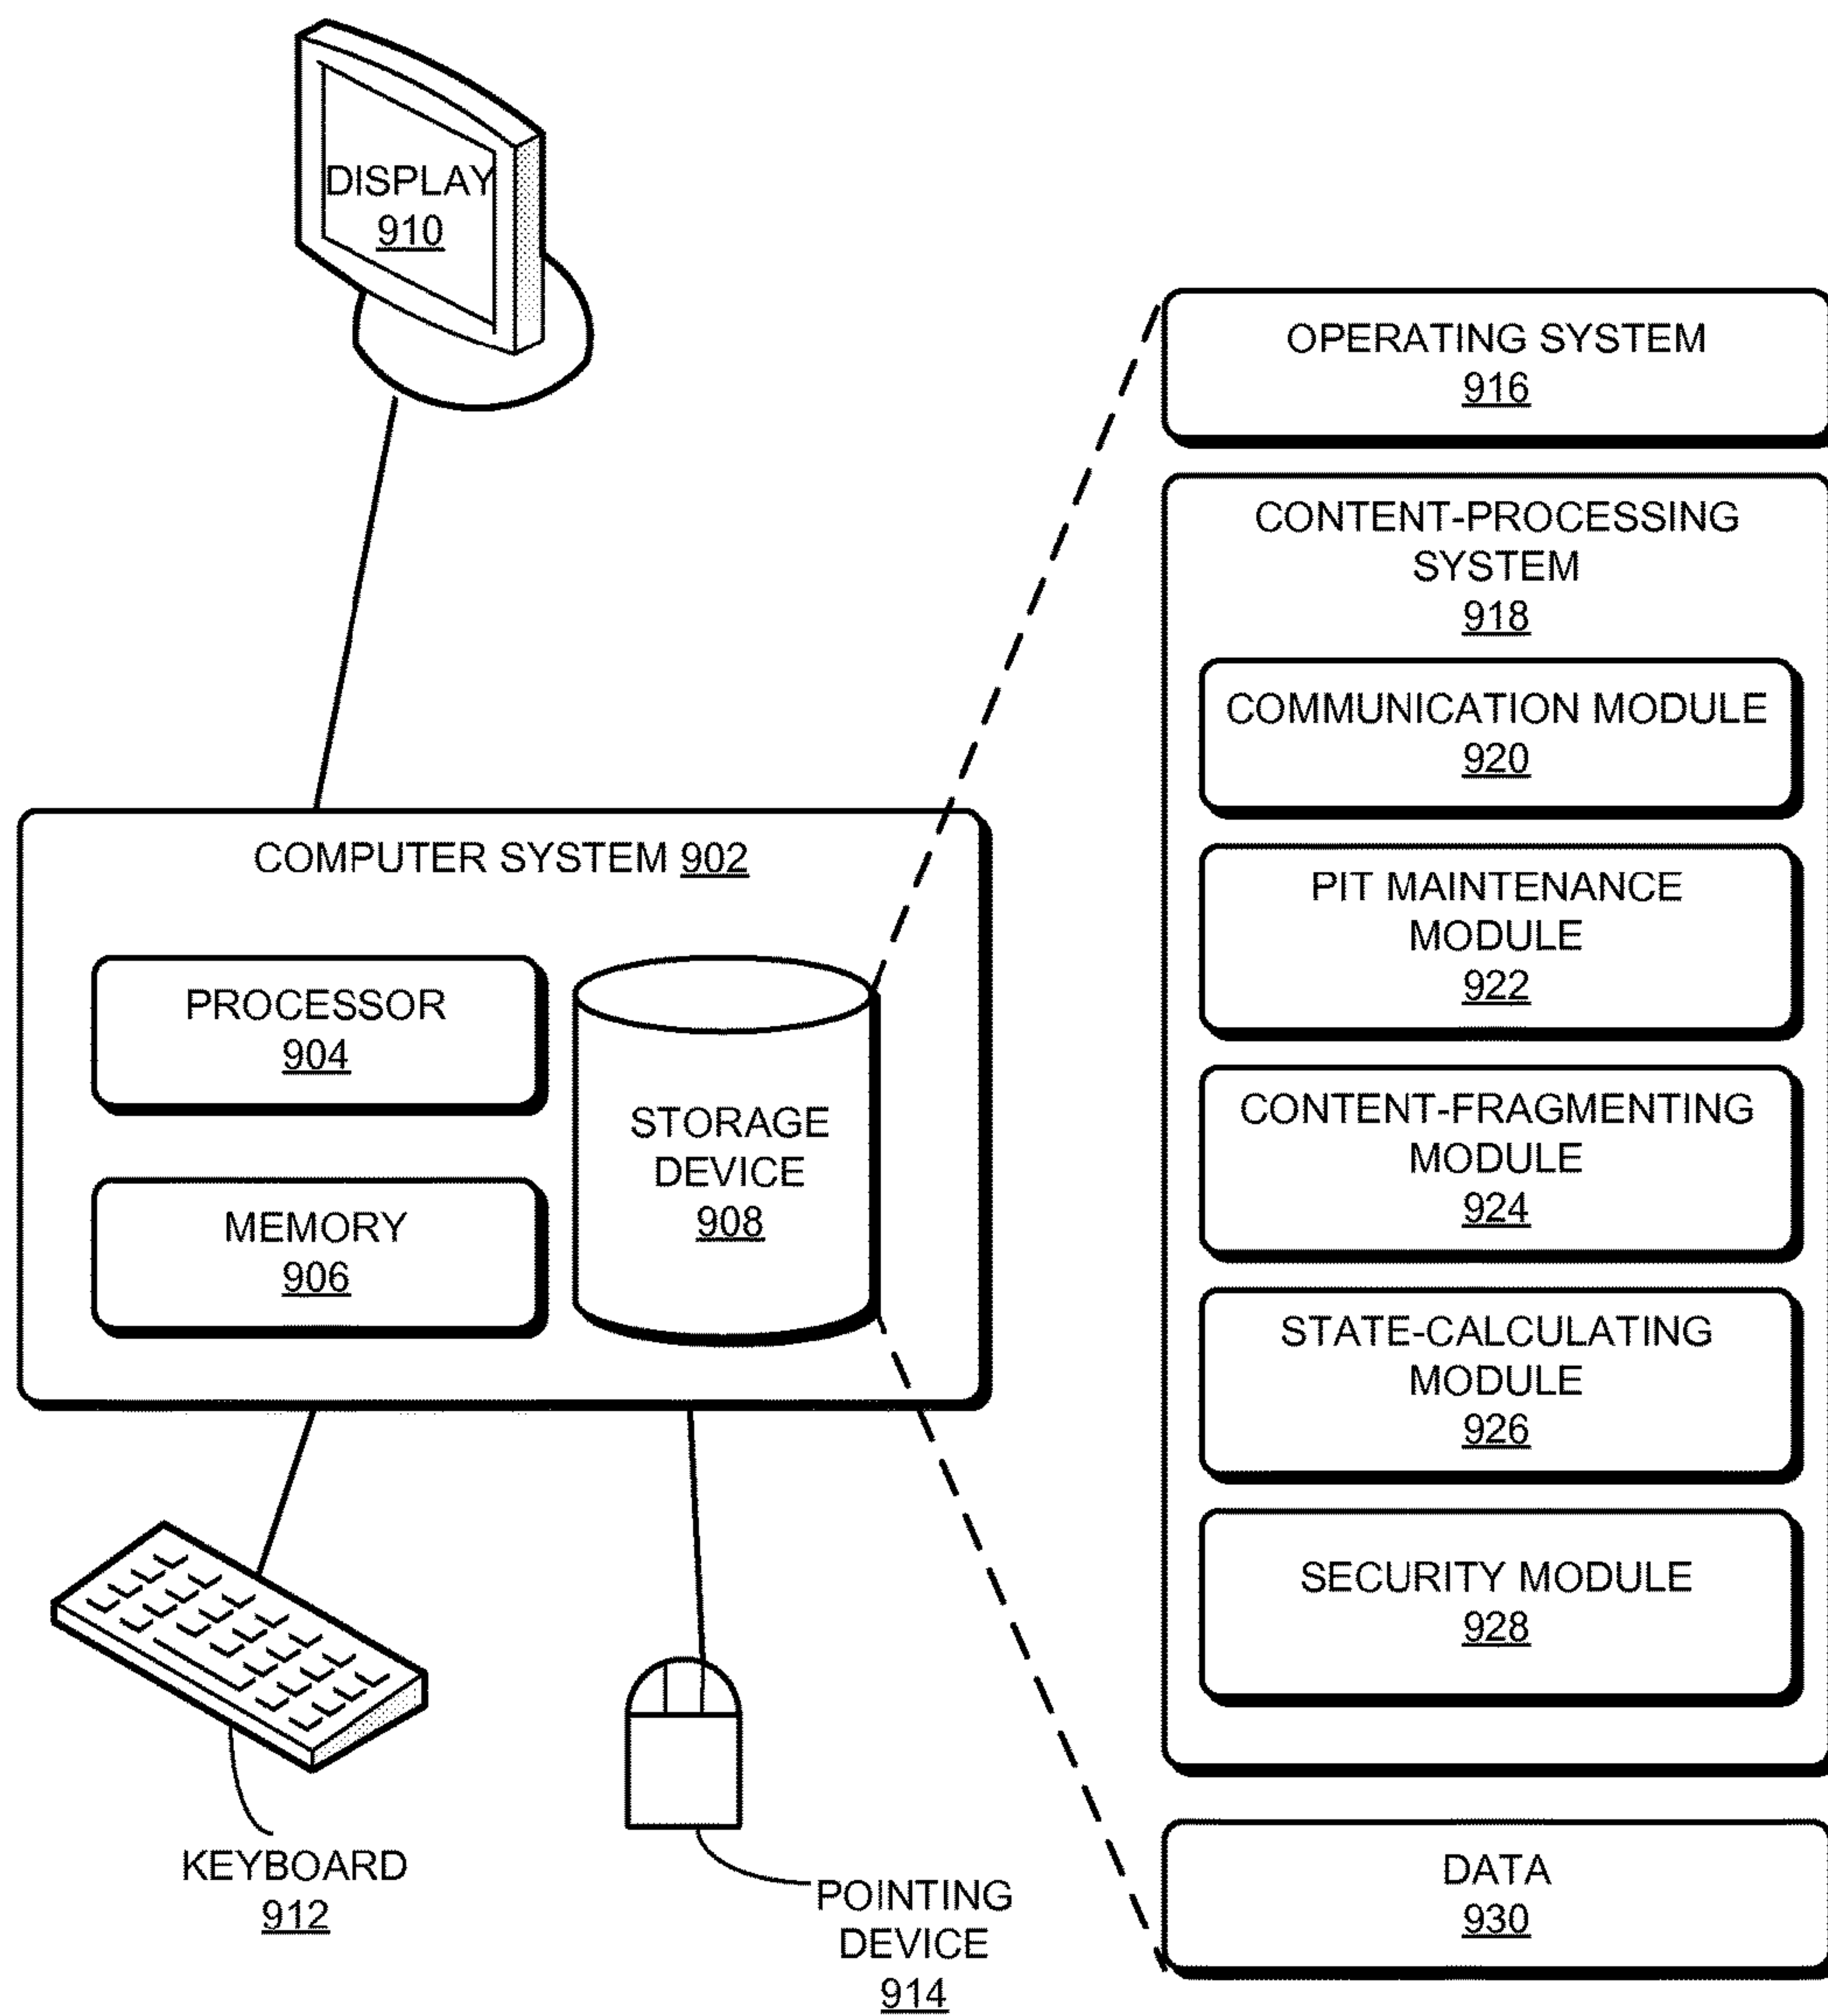 DISPLAY
910
COMPUTER SYSTEM 902
PROCESSOR
904
MEMORY
906
STORAGE
DEVICE
908
KEYBOARD
912
POINTING
DEVICE
914
OPERATING SYSTEM
916
CONTENT-PROCESSING
SYSTEM
918
COMMUNICATION MODULE
920
PIT MAINTENANCE
MODULE
922
CONTENT-FRAGMENTING
MODULE
924
STATE-CALCULATING
MODULE
926
SECURITY MODULE
928
DATA
930